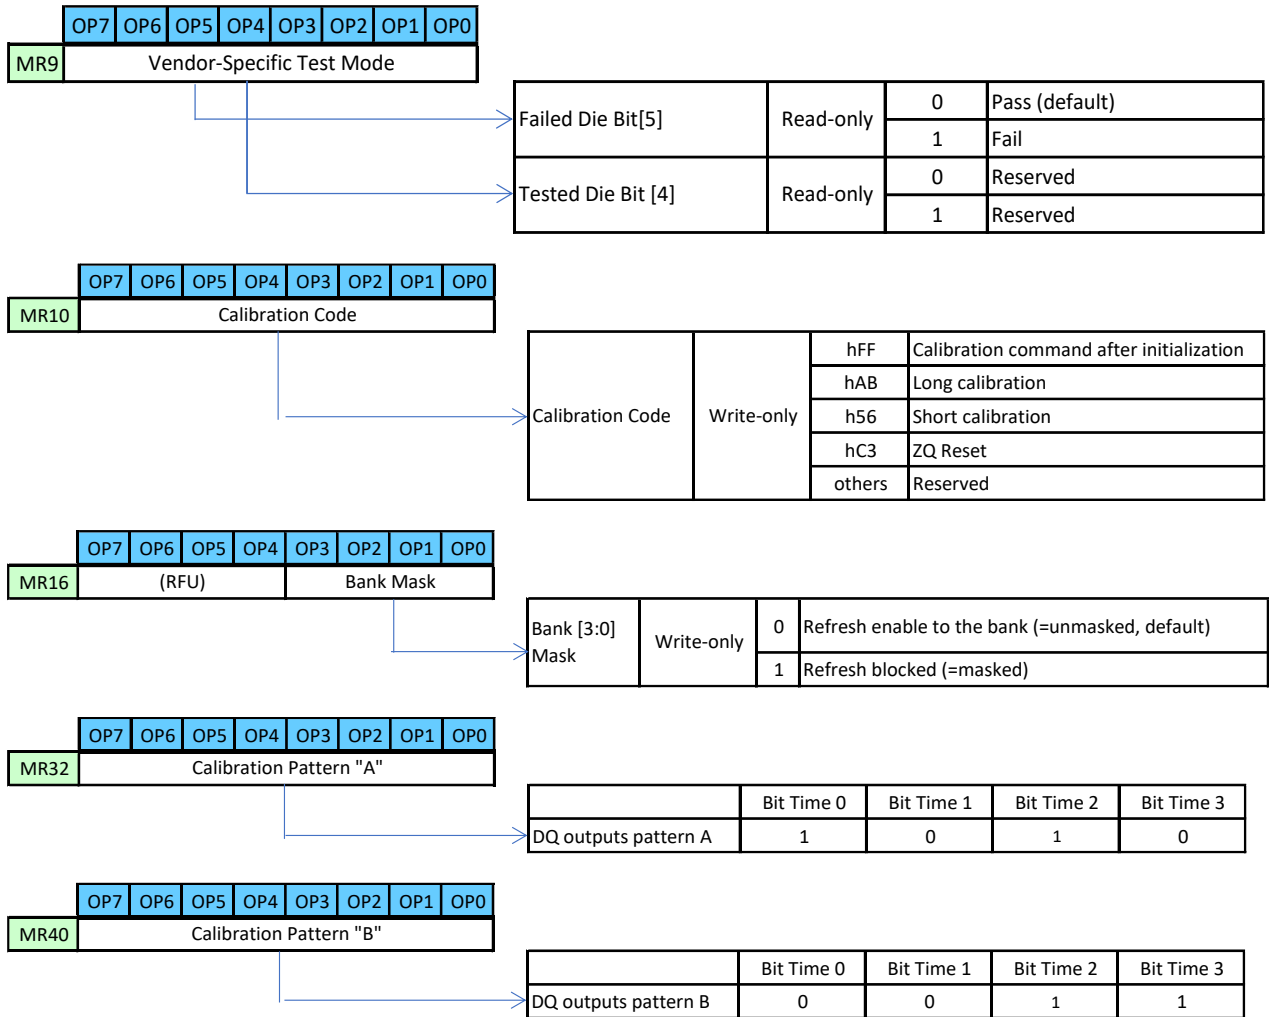 OP7 OP6 OP5 OP4 OP3 OP2 OP1 OP0
MR9 Vendor-Specific Test Mode
Failed Die Bit[5] Read-only 0 Pass (default)
1 Fail
Tested Die Bit [4] Read-only 0 Reserved
1 Reserved
OP7 OP6 OP5 OP4 OP3 OP2 OP1 OP0
MR10 Calibration Code
Calibration Code Write-only hFF Calibration command after initialization
hAB Long calibration
h56 Short calibration
hC3 ZQ Reset
others Reserved
OP7 OP6 OP5 OP4 OP3 OP2 OP1 OP0
MR16 (RFU) Bank Mask
Bank [3:0]
Mask Write-only 0 Refresh enable to the bank (=unmasked, default)
1 Refresh blocked (=masked)
OP7 OP6 OP5 OP4 OP3 OP2 OP1 OP0
MR32 Calibration Pattern "A"
Bit Time 0 Bit Time 1 Bit Time 2 Bit Time 3
DQ outputs pattern A 1 0 1 0
OP7 OP6 OP5 OP4 OP3 OP2 OP1 OP0
MR40 Calibration Pattern "B"
Bit Time 0 Bit Time 1 Bit Time 2 Bit Time 3
DQ outputs pattern B 0 0 1 1